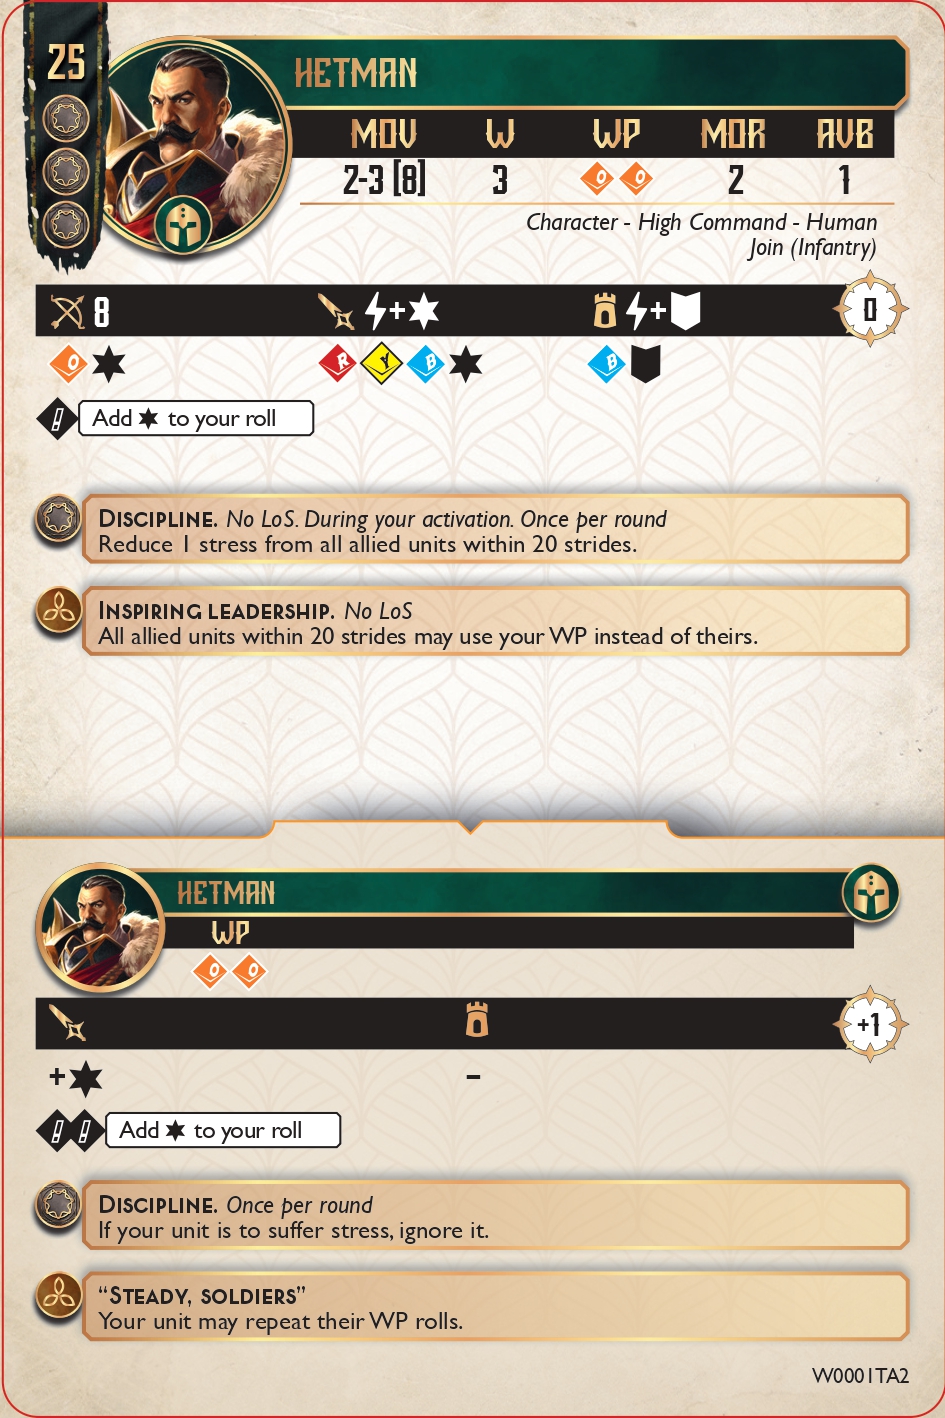 25
HETMAN
MOV W WP MOR AVB
2-3 [8] 3 O O 2 1
Character - High Command - Human
Join (Infantry)
8 + + 0
O R Y B B
! Add to your roll
DISCIPLINE. No LoS. During your activation. Once per round
Reduce 1 stress from all allied units within 20 strides.
INSPIRING LEADERSHIP. No LoS
All allied units within 20 strides may use your WP instead of theirs.
HETMAN
WP
O O
+1
+ –
! ! Add to your roll
DISCIPLINE. Once per round
If your unit is to suffer stress, ignore it.
“STEADY, SOLDIERS”
Your unit may repeat their WP rolls.
W0001TA2